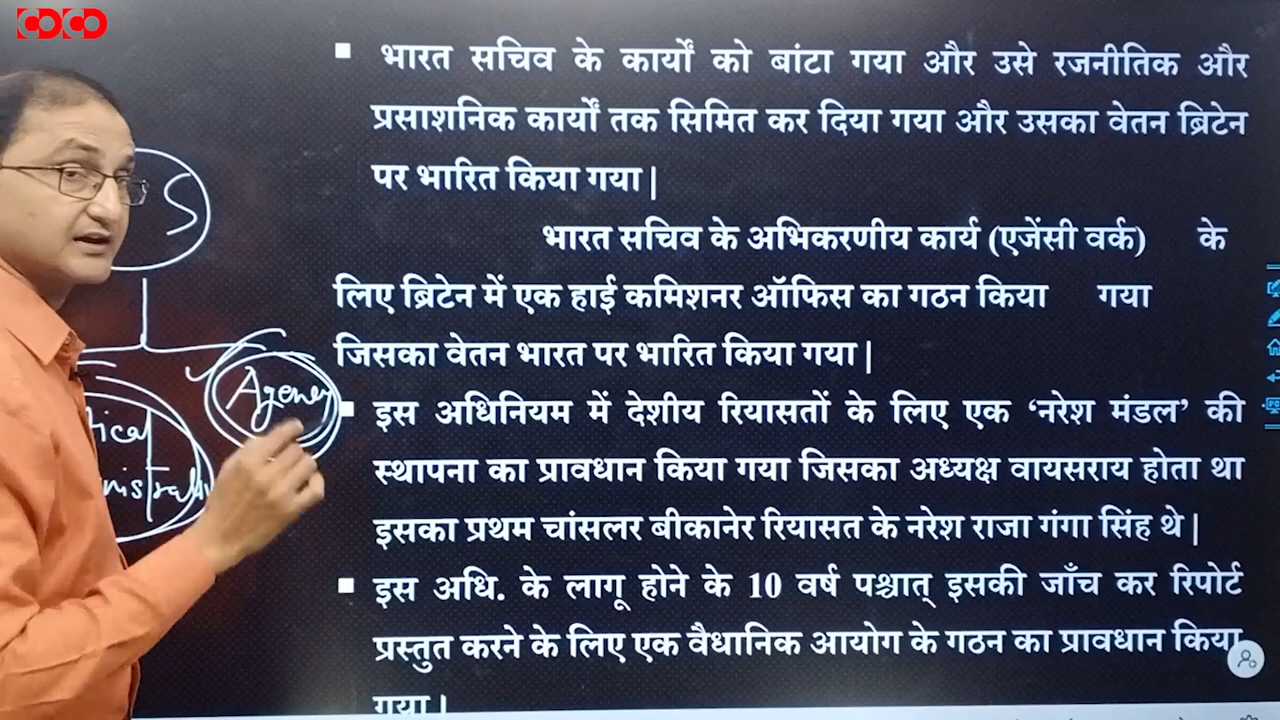 COCO
भारत सचिव के कार्यों को बांटा गया और उसे रजनीतिक और
प्रसाशनिक कार्यों तक सिमित कर दिया गया और उसका वेतन ब्रिटेन
पर भारित किया गया |
भारत सचिव के अभिकरणीय कार्य (एजेंसी वर्क) के
लिए ब्रिटेन में एक हाई कमिशनर ऑफिस का गठन किया गया
जिसका वेतन भारत पर भारित किया गया |
इस अधिनियम में देशीय रियासतों के लिए एक ‘नरेश मंडल’ की
स्थापना का प्रावधान किया गया जिसका अध्यक्ष वायसराय होता था
इसका प्रथम चांसलर बीकानेर रियासत के नरेश राजा गंगा सिंह थे |
इस अधि. के लागू होने के 10 वर्ष पश्चात् इसकी जाँच कर रिपोर्ट
प्रस्तुत करने के लिए एक वैधानिक आयोग के गठन का प्रावधान किया
गया |
S
Agency